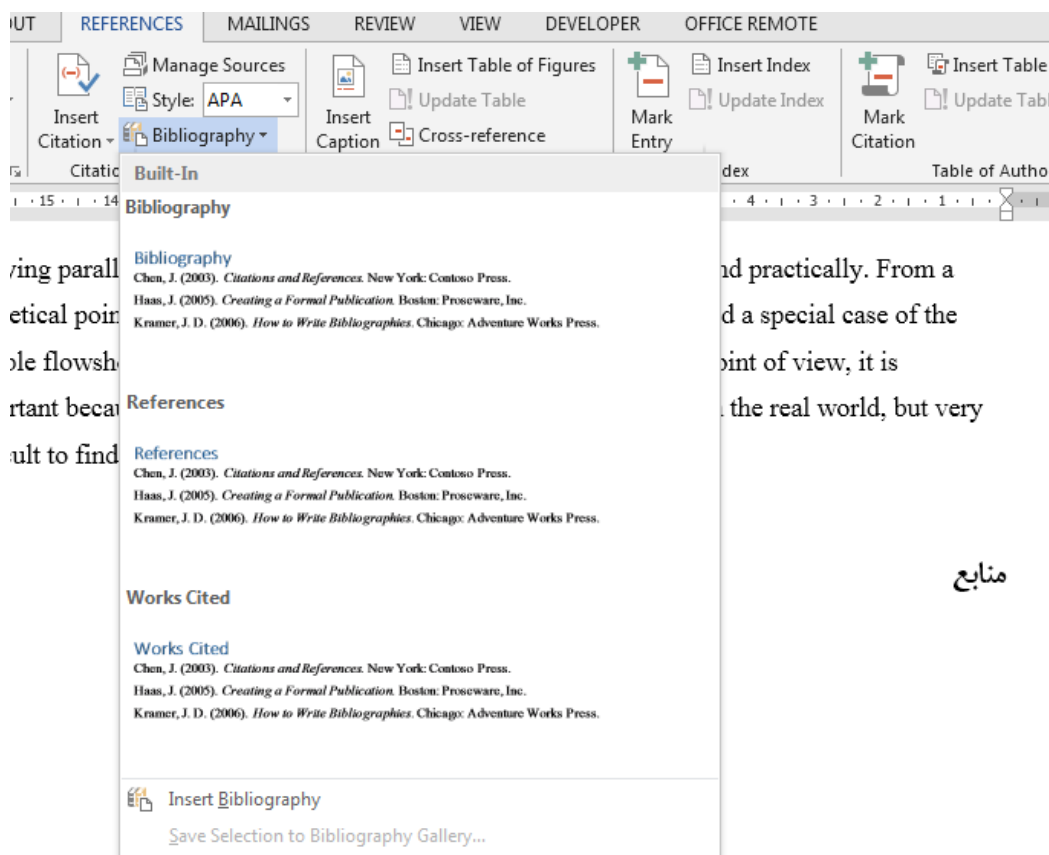 REFERENCES MAILINGS REVIEW VIEW DEVELOPER OFFICE REMOTE
Manage Sources
Style: APA
Bibliography
Insert
Citation
Insert Table of Figures
Update Table
Cross-reference
Insert
Caption
Insert Index
Update Index
Mark
Entry
Insert Table
Mark
Citation
Table of Autho
15 14 4 3 2 1
Built-In
Bibliography
Bibliography
Chen, J. (2003). Citations and References. New York: Contoso Press.
Haas, J. (2005). Creating a Formal Publication. Boston: Proseware, Inc.
Kramer, J. D. (2006). How to Write Bibliographies. Chicago: Adventure Works Press.
References
References
Chen, J. (2003). Citations and References. New York: Contoso Press.
Haas, J. (2005). Creating a Formal Publication. Boston: Proseware, Inc.
Kramer, J. D. (2006). How to Write Bibliographies. Chicago: Adventure Works Press.
Works Cited
Works Cited
Chen, J. (2003). Citations and References. New York: Contoso Press.
Haas, J. (2005). Creating a Formal Publication. Boston: Proseware, Inc.
Kramer, J. D. (2006). How to Write Bibliographies. Chicago: Adventure Works Press.
Insert Bibliography
Save Selection to Bibliography Gallery...
ying parall nd practically. From a
etical poin d a special case of the
ole flowsh oint of view, it is
rtant becau the real world, but very
ult to find
منابع